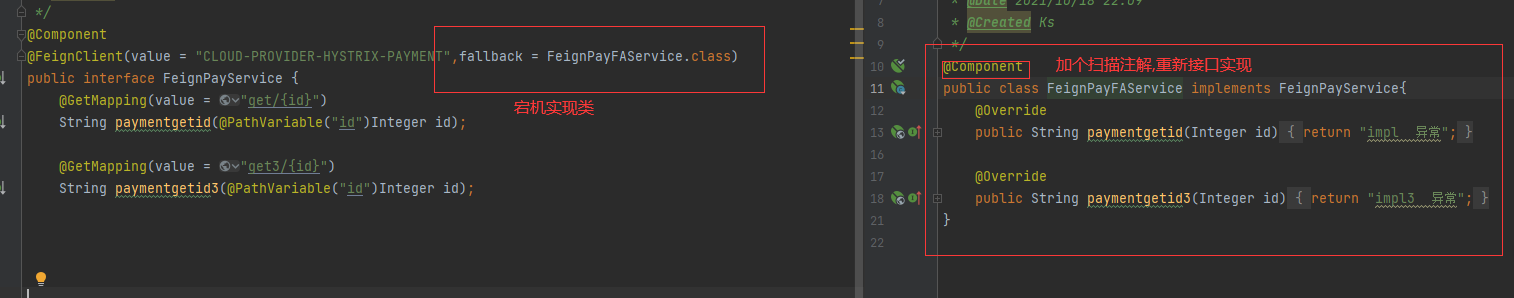 */
@Component
@FeignClient(value = "CLOUD-PROVIDER-HYSTRIX-PAYMENT",fallback = FeignPayFAService.class)
public interface FeignPayService {
@GetMapping(value = "get/{id}")
String paymentgetid(@PathVariable("id")Integer id);
@GetMapping(value = "get3/{id}")
String paymentgetid3(@PathVariable("id")Integer id);
宕机实现类
7 * @Date 2021/10/18 22:09
8 * @Created Ks
9 */
10 @Component
加个扫描注解,重新接口实现
11 public class FeignPayFAService implements FeignPayService{
12 @Override
13 public String paymentgetid(Integer id) { return "impl 异常"; }
16
17 @Override
18 public String paymentgetid3(Integer id) { return "impl3 异常"; }
21 }
22